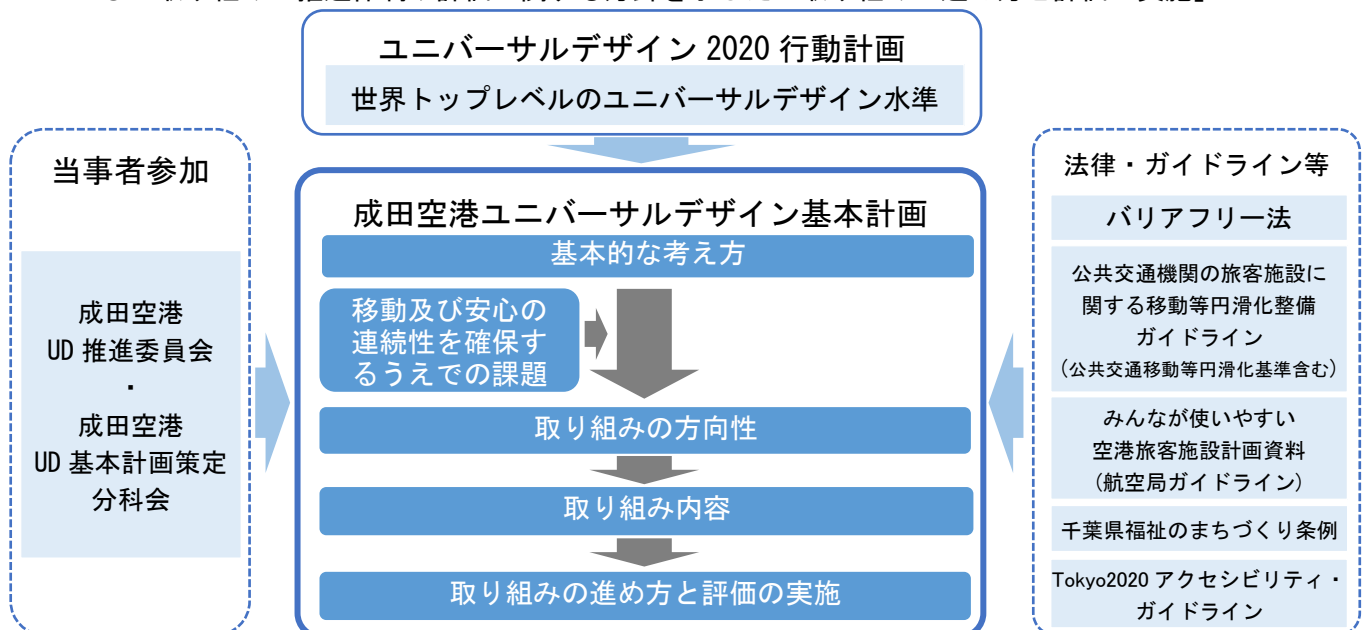 ユニバーサルデザイン 2020 行動計画
世界トップレベルのユニバーサルデザイン水準
当事者参加
成田空港
UD 推進委員会
・
成田空港
UD 基本計画策定
分科会
成田空港ユニバーサルデザイン基本計画
基本的な考え方
移動及び安心の
連続性を確保す
るうえでの課題
取り組みの方向性
取り組み内容
取り組みの進め方と評価の実施
法律・ガイドライン等
バリアフリー法
公共交通機関の旅客施設に
関する移動等円滑化整備
ガイドライン
(公共交通移動等円滑化基準含む)
みんなが使いやすい
空港旅客施設計画資料
(航空局ガイドライン)
千葉県福祉のまちづくり条例
Tokyo2020 アクセシビリティ・
ガイドライン